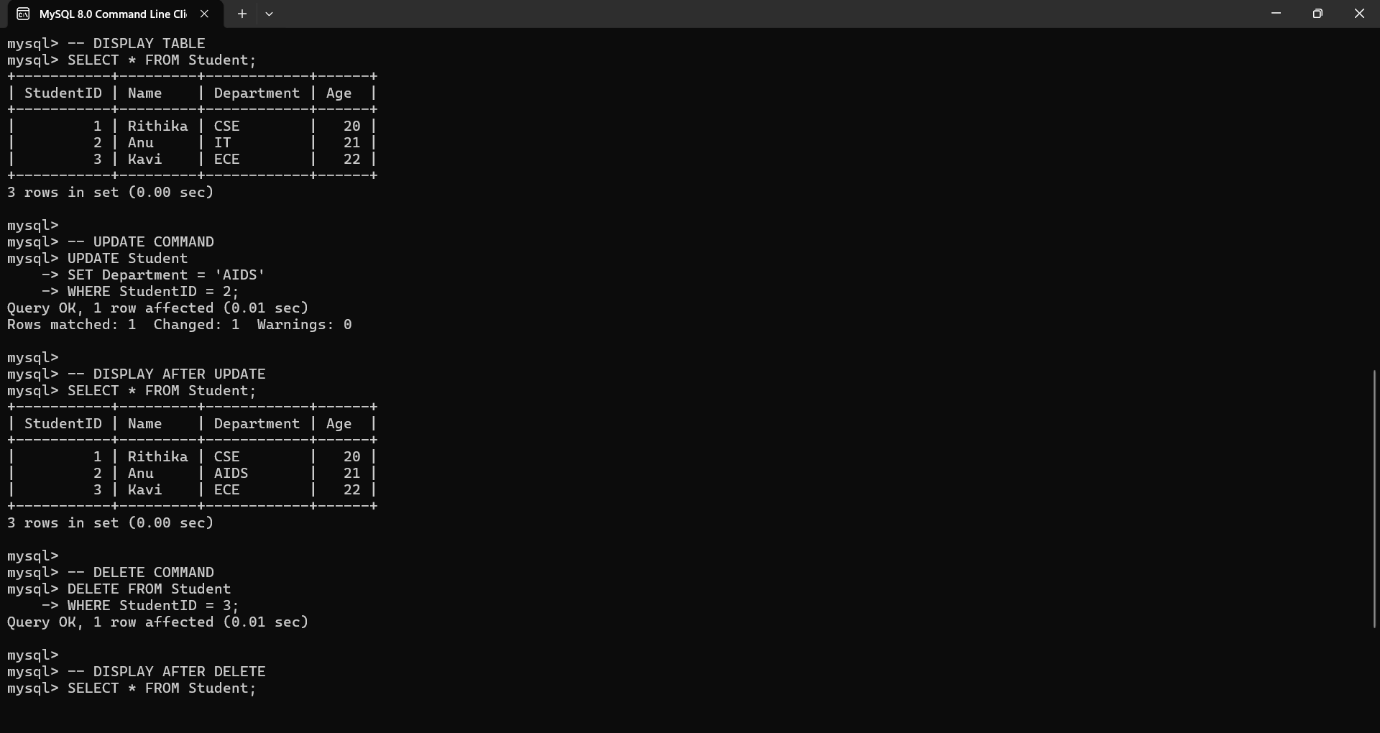 MySQL 8.0 Command Line Cli
mysql> -- DISPLAY TABLE
mysql> SELECT * FROM Student;
+-----------+---------+------------+------+
| StudentID | Name    | Department | Age  |
+-----------+---------+------------+------+
|         1 | Rithika | CSE        |   20 |
|         2 | Anu     | IT         |   21 |
|         3 | Kavi    | ECE        |   22 |
+-----------+---------+------------+------+
3 rows in set (0.00 sec)
mysql>
mysql> -- UPDATE COMMAND
mysql> UPDATE Student
    -> SET Department = 'AIDS'
    -> WHERE StudentID = 2;
Query OK, 1 row affected (0.01 sec)
Rows matched: 1  Changed: 1  Warnings: 0
mysql>
mysql> -- DISPLAY AFTER UPDATE
mysql> SELECT * FROM Student;
+-----------+---------+------------+------+
| StudentID | Name    | Department | Age  |
+-----------+---------+------------+------+
|         1 | Rithika | CSE        |   20 |
|         2 | Anu     | AIDS       |   21 |
|         3 | Kavi    | ECE        |   22 |
+-----------+---------+------------+------+
3 rows in set (0.00 sec)
mysql>
mysql> -- DELETE COMMAND
mysql> DELETE FROM Student
    -> WHERE StudentID = 3;
Query OK, 1 row affected (0.01 sec)
mysql>
mysql> -- DISPLAY AFTER DELETE
mysql> SELECT * FROM Student;